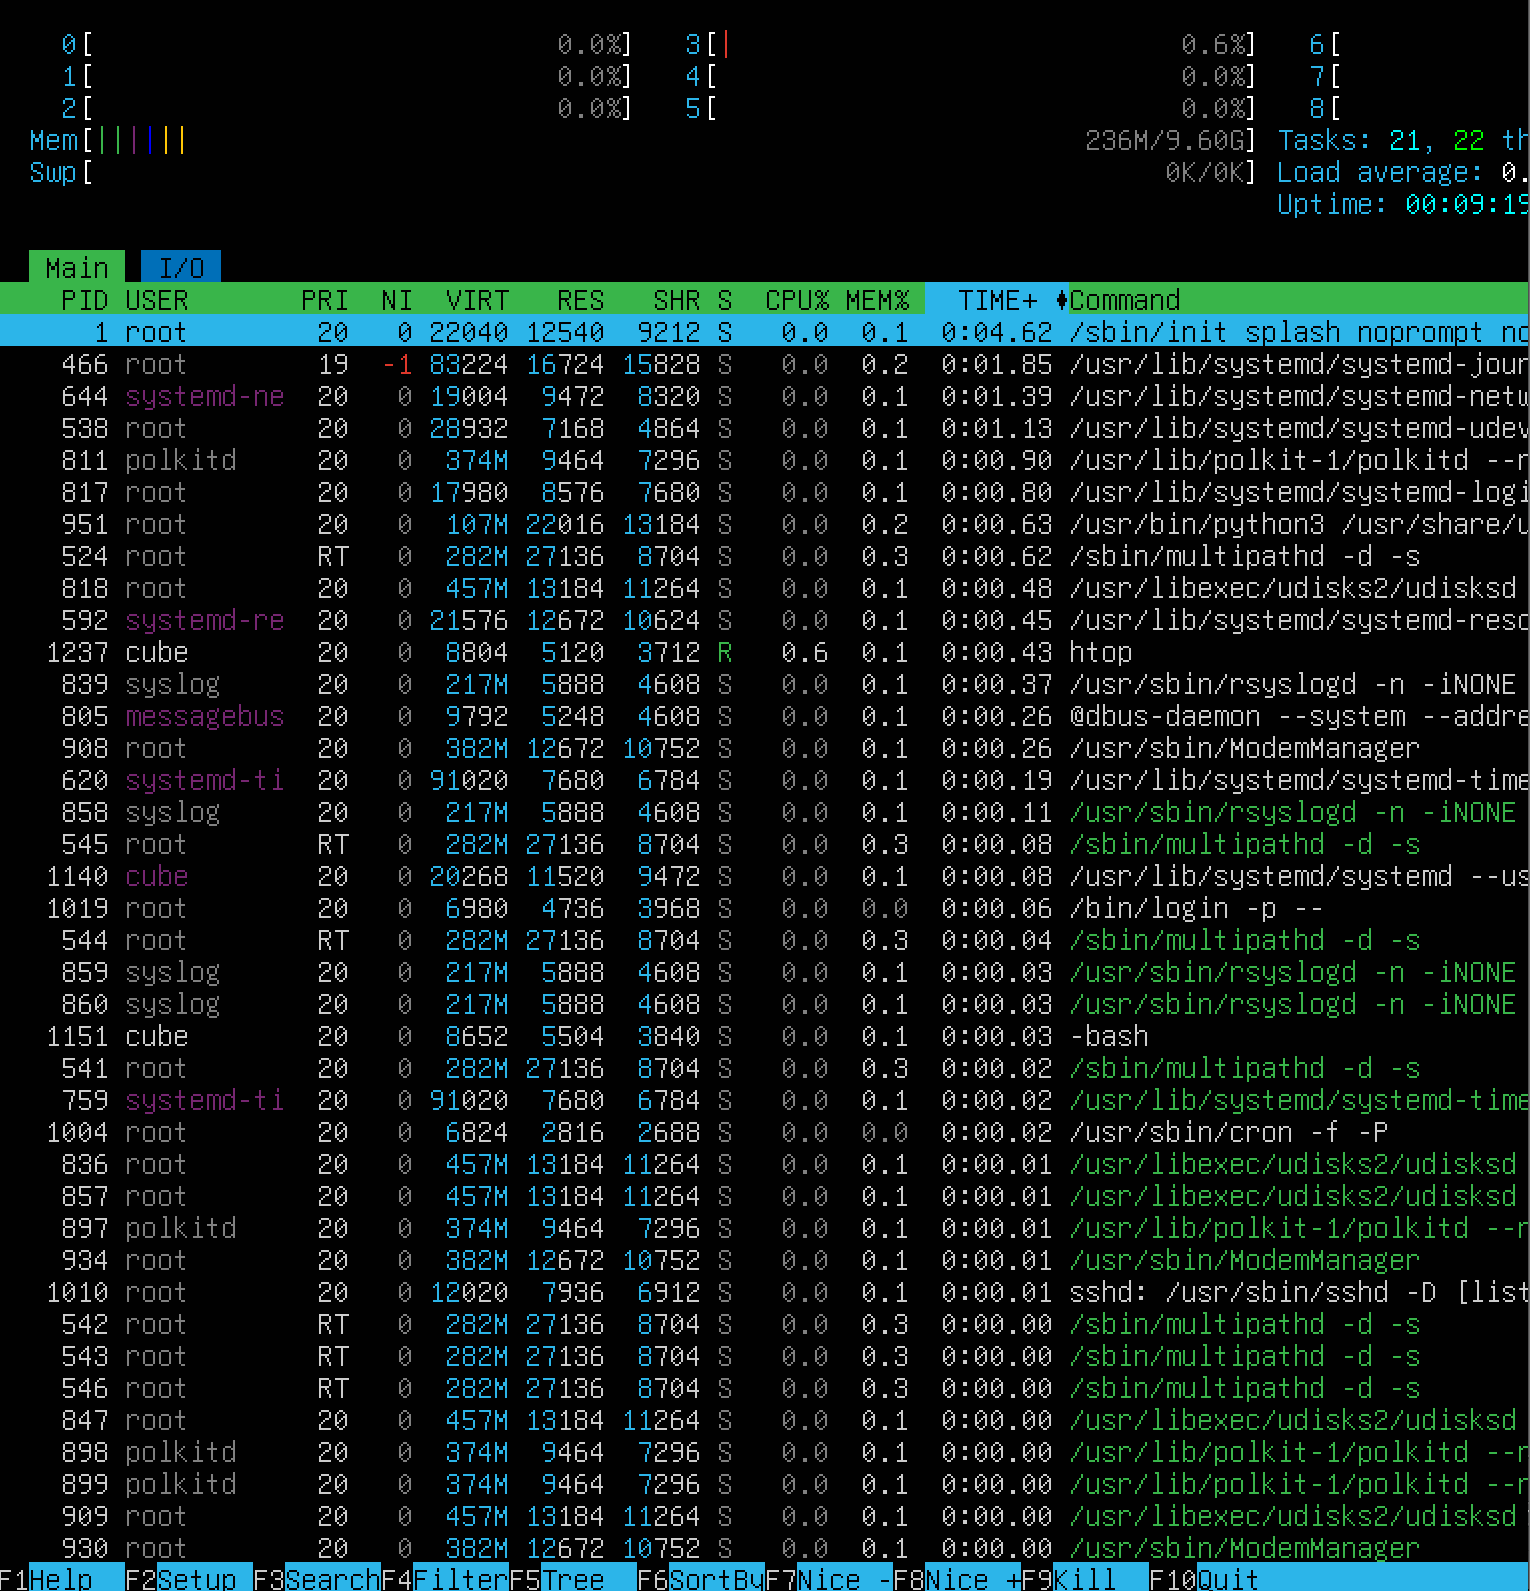 0[ 0.0%] 3[| 0.6%] 6[
1[ 0.0%] 4[ 0.0%] 7[
2[ 0.0%] 5[ 0.0%] 8[
Mem[|||||| 236M/9.60G] Tasks: 21, 22 th
Swp[ 0K/0K] Load average: 0.
Uptime: 00:09:19
Main I/O
PID USER PRI NI VIRT RES SHR S CPU% MEM% TIME+ Command
1 root 20 0 22040 12540 9212 S 0.0 0.1 0:04.62 /sbin/init splash noprompt no
466 root 19 -1 83224 16724 15828 S 0.0 0.2 0:01.85 /usr/lib/systemd/systemd-jour
644 systemd-ne 20 0 19004 9472 8320 S 0.0 0.1 0:01.39 /usr/lib/systemd/systemd-netw
538 root 20 0 28932 7168 4864 S 0.0 0.1 0:01.13 /usr/lib/systemd/systemd-udev
811 polkitd 20 0 374M 9464 7296 S 0.0 0.1 0:00.90 /usr/lib/polkit-1/polkitd --n
817 root 20 0 17980 8576 7680 S 0.0 0.1 0:00.80 /usr/lib/systemd/systemd-logi
951 root 20 0 107M 22016 13184 S 0.0 0.2 0:00.63 /usr/bin/python3 /usr/share/u
524 root RT 0 282M 27136 8704 S 0.0 0.3 0:00.62 /sbin/multipathd -d -s
818 root 20 0 457M 13184 11264 S 0.0 0.1 0:00.48 /usr/libexec/udisks2/udisksd
592 systemd-re 20 0 21576 12672 10624 S 0.0 0.1 0:00.45 /usr/lib/systemd/systemd-reso
1237 cube 20 0 8804 5120 3712 R 0.6 0.1 0:00.43 htop
839 syslog 20 0 217M 5888 4608 S 0.0 0.1 0:00.37 /usr/sbin/rsyslogd -n -iNONE
805 messagebus 20 0 9792 5248 4608 S 0.0 0.1 0:00.26 @dbus-daemon --system --addre
908 root 20 0 382M 12672 10752 S 0.0 0.1 0:00.26 /usr/sbin/ModemManager
620 systemd-ti 20 0 91020 7680 6784 S 0.0 0.1 0:00.19 /usr/lib/systemd/systemd-time
858 syslog 20 0 217M 5888 4608 S 0.0 0.1 0:00.11 /usr/sbin/rsyslogd -n -iNONE
545 root RT 0 282M 27136 8704 S 0.0 0.3 0:00.08 /sbin/multipathd -d -s
1140 cube 20 0 20268 11520 9472 S 0.0 0.1 0:00.08 /usr/lib/systemd/systemd --us
1019 root 20 0 6980 4736 3968 S 0.0 0.0 0:00.06 /bin/login -p --
544 root RT 0 282M 27136 8704 S 0.0 0.3 0:00.04 /sbin/multipathd -d -s
859 syslog 20 0 217M 5888 4608 S 0.0 0.1 0:00.03 /usr/sbin/rsyslogd -n -iNONE
860 syslog 20 0 217M 5888 4608 S 0.0 0.1 0:00.03 /usr/sbin/rsyslogd -n -iNONE
1151 cube 20 0 8652 5504 3840 S 0.0 0.1 0:00.03 -bash
541 root RT 0 282M 27136 8704 S 0.0 0.3 0:00.02 /sbin/multipathd -d -s
759 systemd-ti 20 0 91020 7680 6784 S 0.0 0.1 0:00.02 /usr/lib/systemd/systemd-time
1004 root 20 0 6824 2816 2688 S 0.0 0.0 0:00.02 /usr/sbin/cron -f -P
836 root 20 0 457M 13184 11264 S 0.0 0.1 0:00.01 /usr/libexec/udisks2/udisksd
857 root 20 0 457M 13184 11264 S 0.0 0.1 0:00.01 /usr/libexec/udisks2/udisksd
897 polkitd 20 0 374M 9464 7296 S 0.0 0.1 0:00.01 /usr/lib/polkit-1/polkitd --n
934 root 20 0 382M 12672 10752 S 0.0 0.1 0:00.01 /usr/sbin/ModemManager
1010 root 20 0 12020 7936 6912 S 0.0 0.1 0:00.01 sshd: /usr/sbin/sshd -D [list
542 root RT 0 282M 27136 8704 S 0.0 0.3 0:00.00 /sbin/multipathd -d -s
543 root RT 0 282M 27136 8704 S 0.0 0.3 0:00.00 /sbin/multipathd -d -s
546 root RT 0 282M 27136 8704 S 0.0 0.3 0:00.00 /sbin/multipathd -d -s
847 root 20 0 457M 13184 11264 S 0.0 0.1 0:00.00 /usr/libexec/udisks2/udisksd
898 polkitd 20 0 374M 9464 7296 S 0.0 0.1 0:00.00 /usr/lib/polkit-1/polkitd --n
899 polkitd 20 0 374M 9464 7296 S 0.0 0.1 0:00.00 /usr/lib/polkit-1/polkitd --n
909 root 20 0 457M 13184 11264 S 0.0 0.1 0:00.00 /usr/libexec/udisks2/udisksd
930 root 20 0 382M 12672 10752 S 0.0 0.1 0:00.00 /usr/sbin/ModemManager
F1Help F2Setup F3SearchF4FilterF5Tree F6SortByF7Nice -F8Nice +F9Kill F10Quit